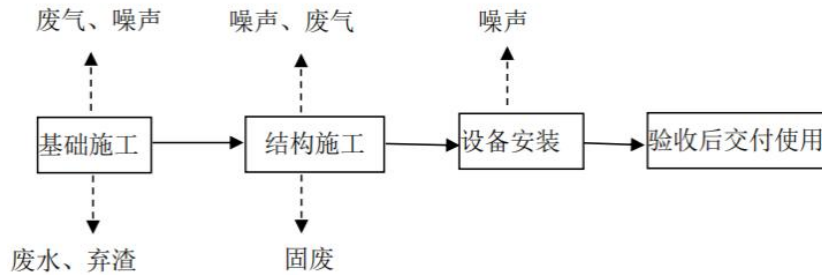 废气、噪声
噪声、废气
噪声
基础施工
结构施工
设备安装
验收后交付使用
废水、弃渣
固废